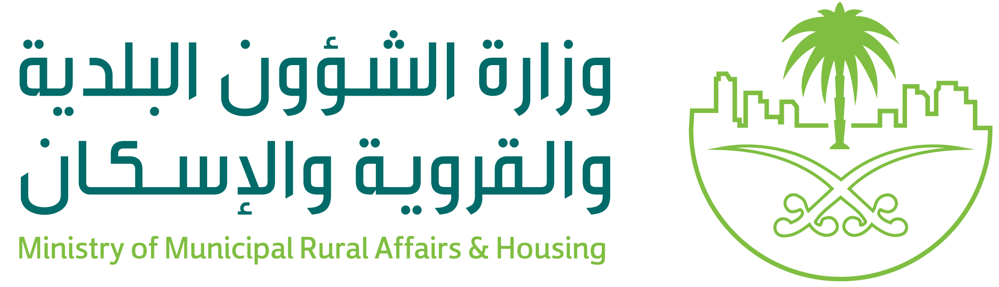 وزارة الشؤون البلدية
والقروية والإسكان
Ministry of Municipal Rural Affairs & Housing